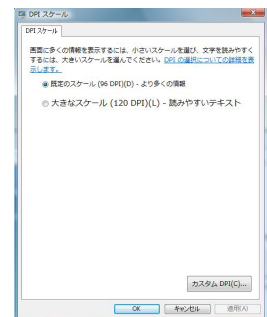 DPI スケール
DPI スケール
画面に多くの情報を表示するには、小さいスケールを選び、文字を読みやすく
するには、大きいスケールを選んでください。DPI の選択についての詳細を表
示します。
既定のスケール (96 DPI)(D) - より多くの情報
大きなスケール (120 DPI)(L) - 読みやすいテキスト
カスタム DPI(C)...
OK キャンセル 適用(A)